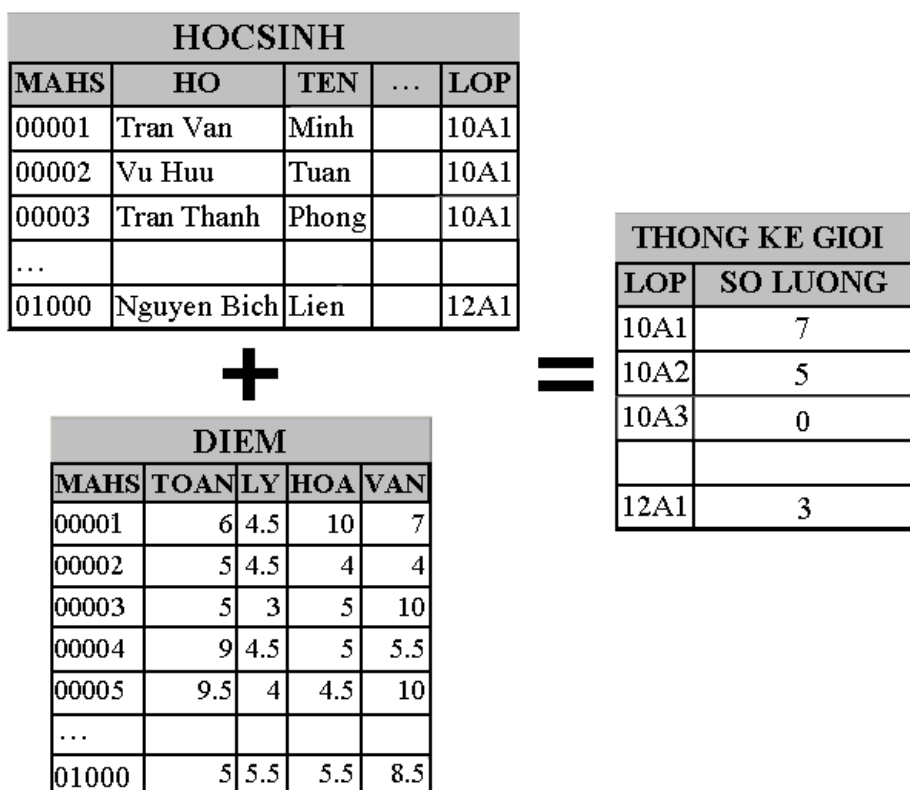 HOCSINH
MAHS HO TEN ... LOP
00001 Tran Van Minh 10A1
00002 Vu Huu Tuan 10A1
00003 Tran Thanh Phong 10A1
...
01000 Nguyen Bich Lien 12A1
+
DIEM
MAHS TOAN LY HOA VAN
00001 6 4.5 10 7
00002 5 4.5 4 4
00003 5 3 5 10
00004 9 4.5 5 5.5
00005 9.5 4 4.5 10
...
01000 5 5.5 5.5 8.5
=
THONG KE GIOI
LOP SO LUONG
10A1 7
10A2 5
10A3 0
12A1 3